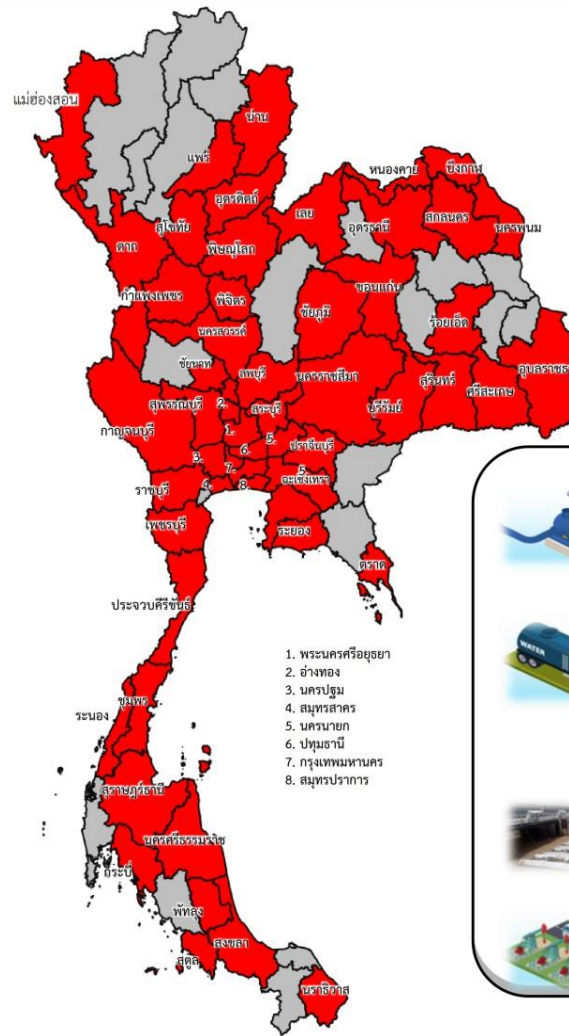 แม่ฮ่องสอน
น่าน
แพร่
หนองคาย
บึงกาฬ
อุตรดิตถ์
เลย
อุดรธานี
สกลนคร
นครพนม
ตาก
สุโขทัย
พิษณุโลก
ขอนแก่น
กำแพงเพชร
พิจิตร
ชัยภูมิ
ร้อยเอ็ด
นครสวรรค์
ชัยนาท
ลพบุรี
นครราชสีมา
สุรินทร์
ศรีสะเกษ
อุบลราชธ
สุพรรณบุรี
2.
สระบุรี
บุรีรัมย์
กาญจนบุรี
1.
5.
3.
6.
ปราจีนบุรี
7.
5.
ราชบุรี
4.
8.
ฉะเชิงเทรา
WATER
เพชรบุรี
ระยอง
ตราด
ประจวบคีรีขันธ์
1. พระนครศรีอยุธยา
2. อ่างทอง
3. นครปฐม
4. สมุทรสาคร
5. นครนายก
6. ปทุมธานี
7. กรุงเทพมหานคร
8. สมุทรปราการ
ชุมพร
ระนอง
สุราษฎร์ธานี
นครศรีธรรมราช
กระบี่
พัทลุง
สงขลา
สตูล
นราธิวาส